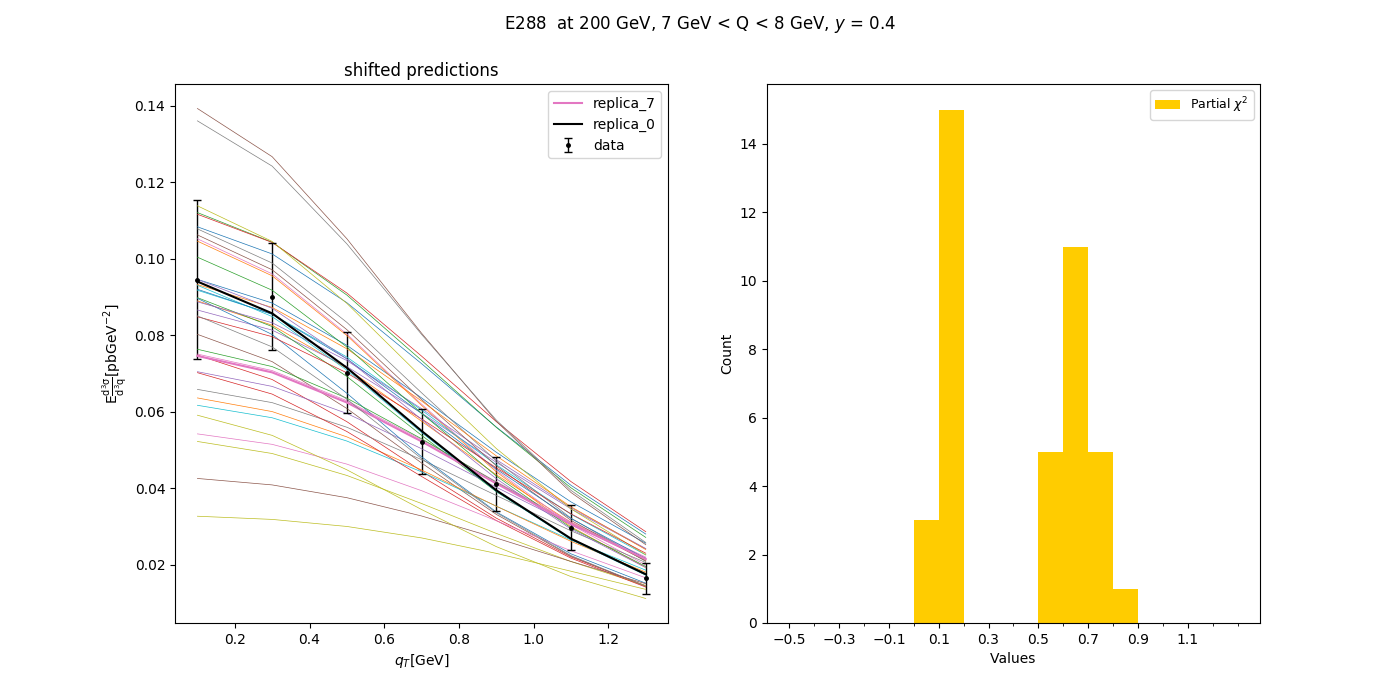 E288 at 200 GeV, 7 GeV < Q < 8 GeV, y = 0.4
shifted predictions
replica_7
replica_0
data
0.14
0.12
0.10
0.08
0.06
0.04
0.02
E d³σ/d³q [pbGeV⁻²]
0.2 0.4 0.6 0.8 1.0 1.2
q_T[GeV]
Partial χ²
14
12
10
8
6
4
2
0
Count
−0.5 −0.3 −0.1 0.1 0.3 0.5 0.7 0.9 1.1
Values